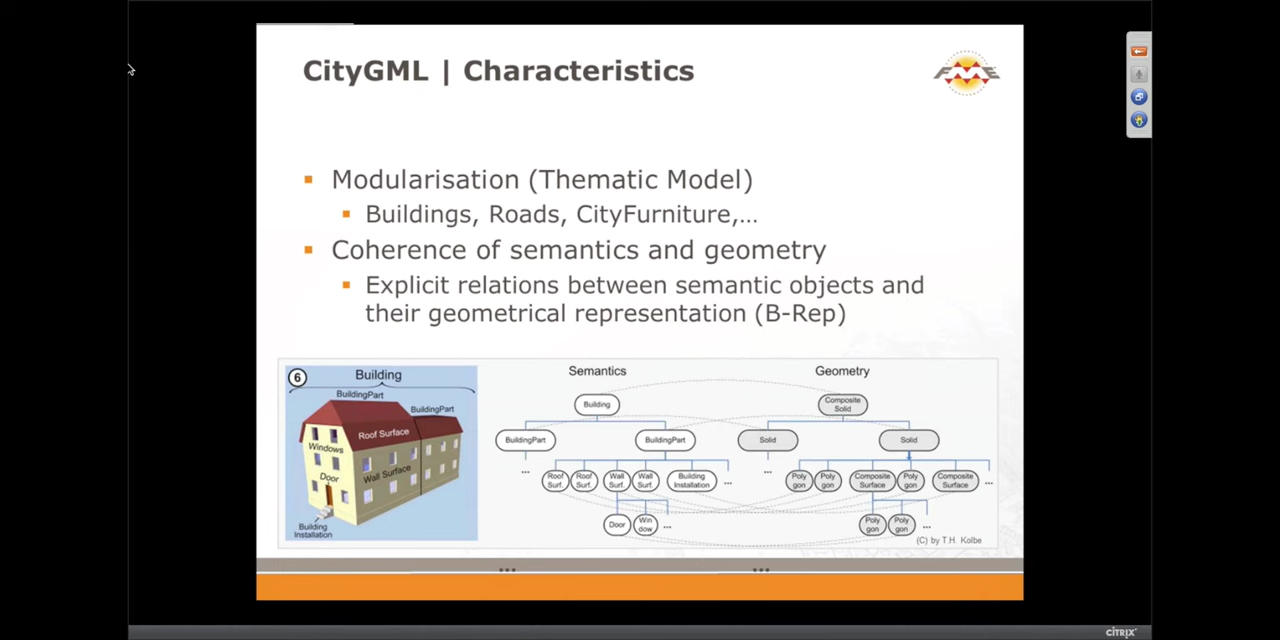 CityGML | Characteristics
FME
Modularisation (Thematic Model)
Buildings, Roads, CityFurniture,...
Coherence of semantics and geometry
Explicit relations between semantic objects and
their geometrical representation (B-Rep)
6
Building
BuildingPart
BuildingPart
Roof Surface
Windows
Wall Surface
Door
Building
Installation
Semantics
Building
BuildingPart
BuildingPart
...
Roof
Surf.
Roof
Surf.
Wall
Surf.
Wall
Surf.
Building
Installation
...
Door
Win
dow
...
Geometry
Composite
Solid
Solid
Solid
...
Poly
gon
Poly
gon
Composite
Surface
Poly
gon
Composite
Surface
...
Poly
gon
Poly
gon
...
(C) by T.H. Kolbe
CITRIX